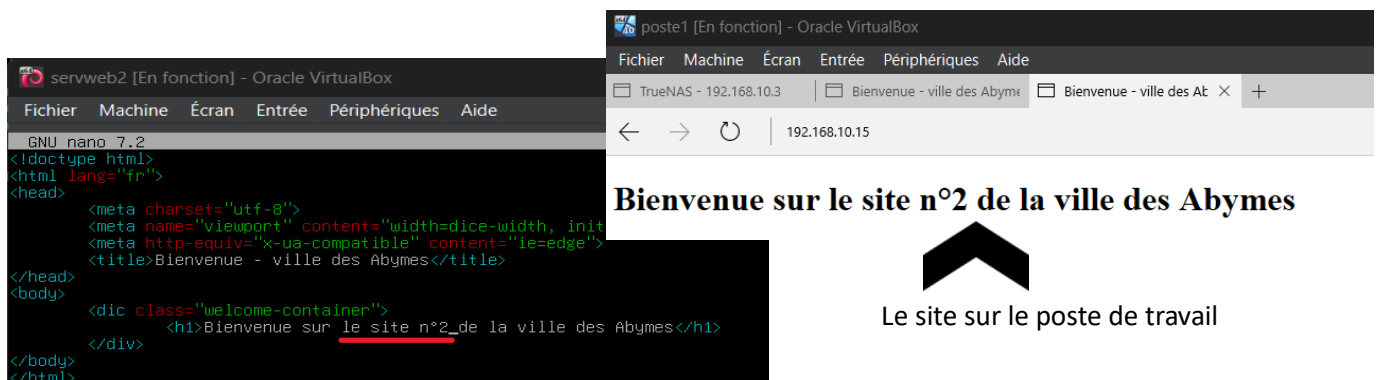 servweb2 [En fonction] - Oracle VirtualBox
Fichier Machine Écran Entrée Périphériques Aide
GNU nano 7.2
<!doctype html>
<html lang="fr">
<head>
<meta charset="utf-8">
<meta name="viewport" content="width=dice-width, init
<meta http-equiv="x-ua-compatible" content="ie=edge">
<title>Bienvenue - ville des Abymes</title>
</head>
<body>
<dic class="welcome-container">
<h1>Bienvenue sur le site n°2_de la ville des Abymes</h1>
</div>
</body>
</html>
poste1 [En fonction] - Oracle VirtualBox
Fichier Machine Écran Entrée Périphériques Aide
TrueNAS - 192.168.10.3 Bienvenue - ville des Abyme Bienvenue - ville des Ab
192.168.10.15
Bienvenue sur le site n°2 de la ville des Abymes
Le site sur le poste de travail